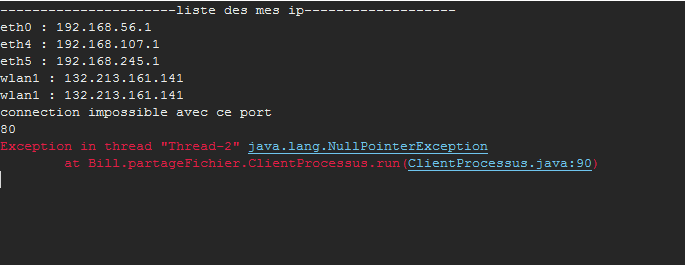 ----------------------liste des mes ip-------------------
eth0 : 192.168.56.1
eth4 : 192.168.107.1
eth5 : 192.168.245.1
wlan1 : 132.213.161.141
wlan1 : 132.213.161.141
connection impossible avec ce port
80
Exception in thread "Thread-2" java.lang.NullPointerException
	at Bill.partageFichier.ClientProcessus.run(ClientProcessus.java:90)